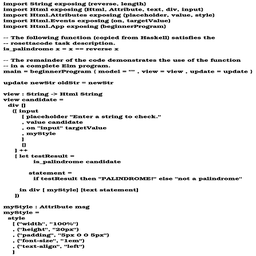 import String exposing (reverse, length)
import Html exposing (Html, Attribute, text, div, input)
import Html.Attributes exposing (placeholder, value, style)
import Html.Events exposing (on, targetValue)
import Html.App exposing (beginnerProgram)
-- The following function (copied from Haskell) satisfies the
-- rosettacode task description.
is_palindrome x = x == reverse x
-- The remainder of the code demonstrates the use of the function
-- in a complete Elm program.
main = beginnerProgram { model = "" , view = view , update = update }
update newStr oldStr = newStr
view : String -> Html String
view candidate =
div []
([ input
[ placeholder "Enter a string to check."
, value candidate
, on "input" targetValue
, myStyle
]
[]
] ++
[ let testResult =
is_palindrome candidate
statement =
if testResult then "PALINDROME!" else "not a palindrome"
in div [ myStyle] [text statement]
])
myStyle : Attribute msg
myStyle =
style
[ ("width", "100%")
, ("height", "20px")
, ("padding", "5px 0 0 5px")
, ("font-size", "1em")
, ("text-align", "left")
]